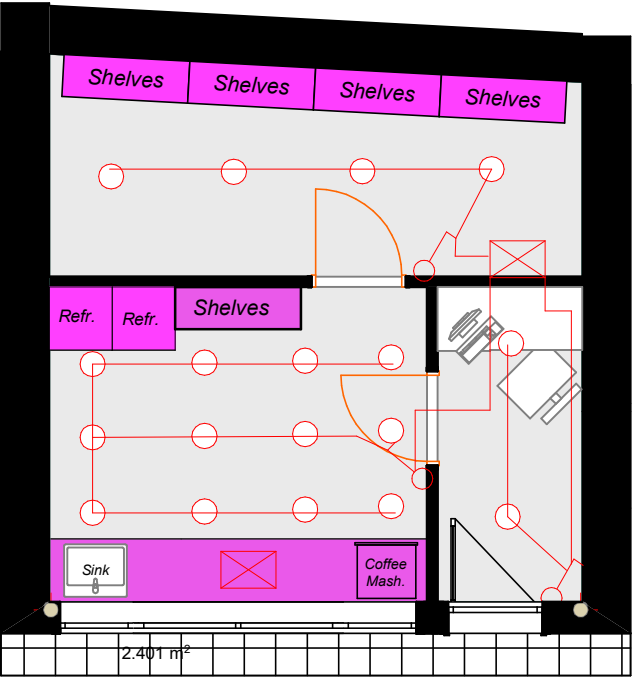 Shelves
Shelves
Shelves
Shelves
Refr.
Refr.
Shelves
Sink
Coffee
Mash.
2.401 m²